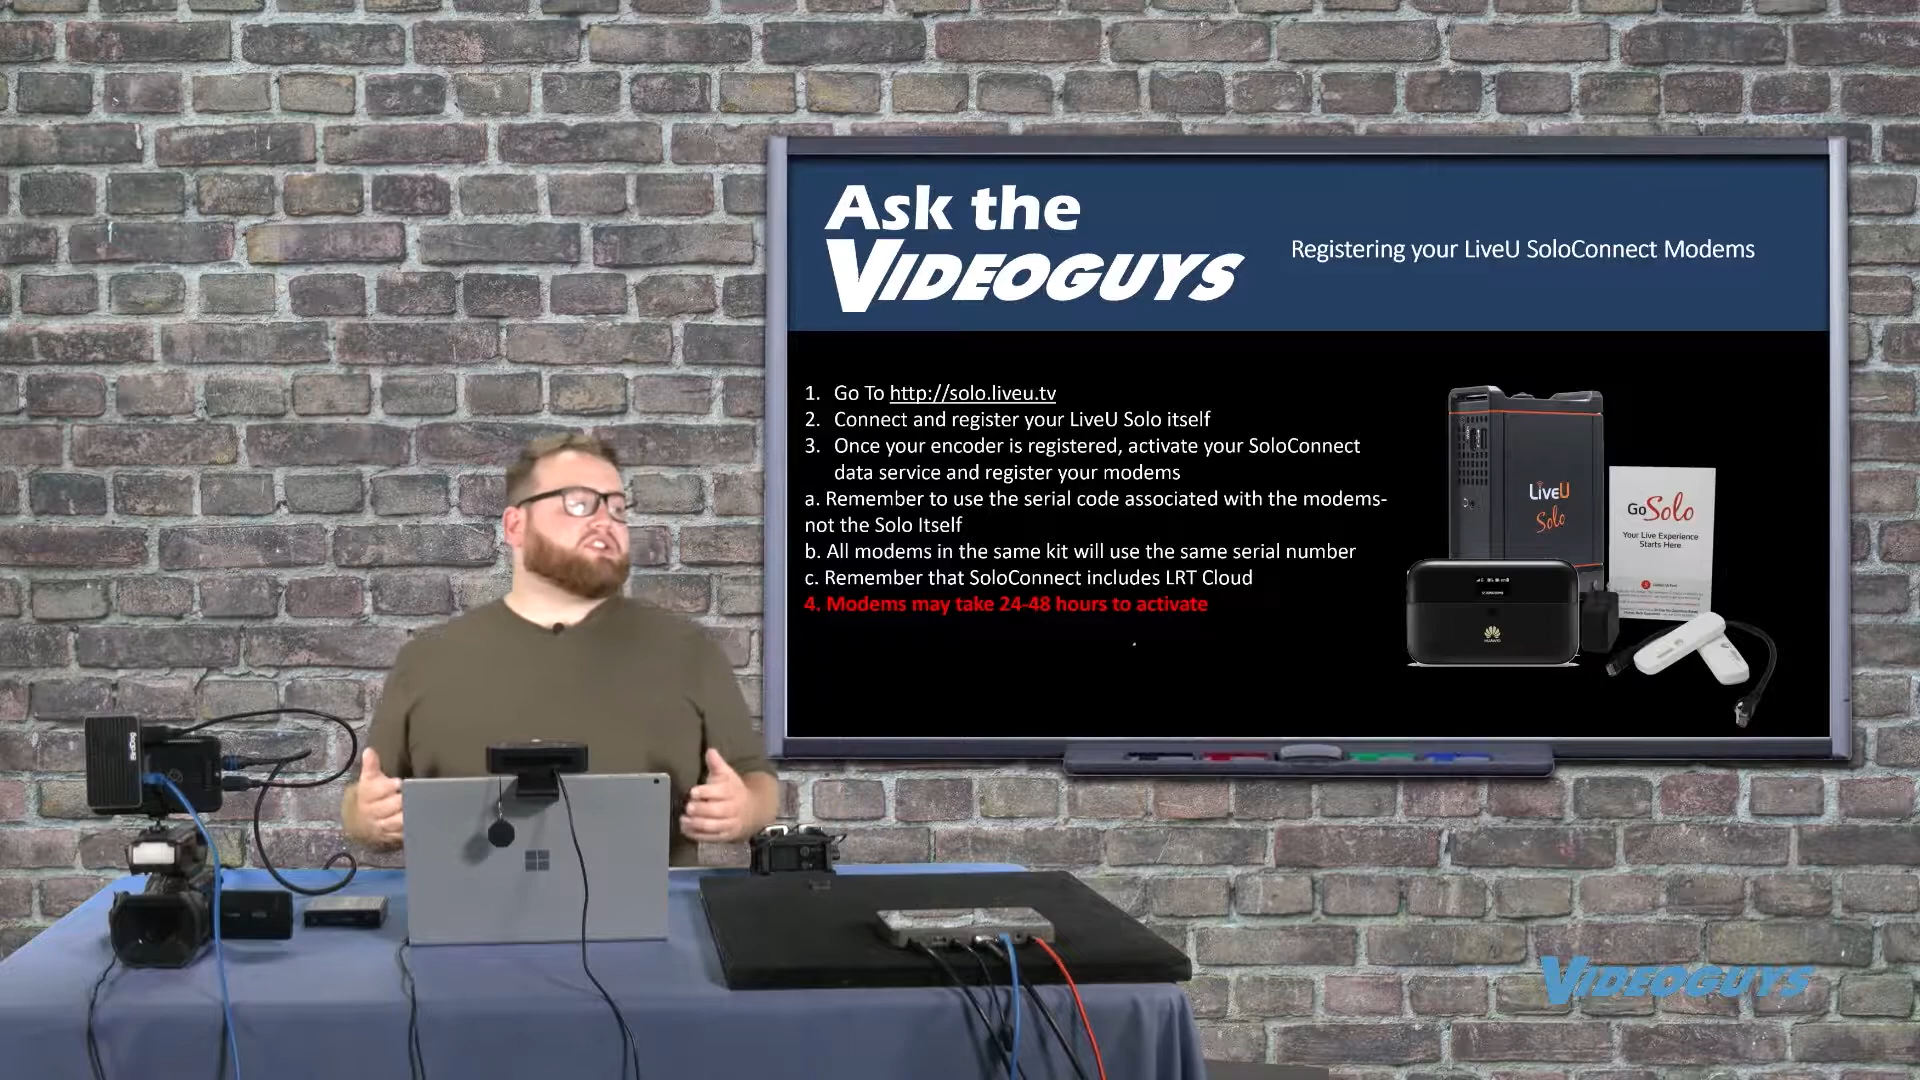 Ask the
VIDEOGUYS
Registering your LiveU SoloConnect Modems
1. Go To http://solo.liveu.tv
2. Connect and register your LiveU Solo itself
3. Once your encoder is registered, activate your SoloConnect
data service and register your modems
a. Remember to use the serial code associated with the modems-
not the Solo Itself
b. All modems in the same kit will use the same serial number
c. Remember that SoloConnect includes LRT Cloud
4. Modems may take 24-48 hours to activate
LiveU
Solo
Go Solo
Your Live Experience
Starts Here
HUAWEI
VIDEOGUYS